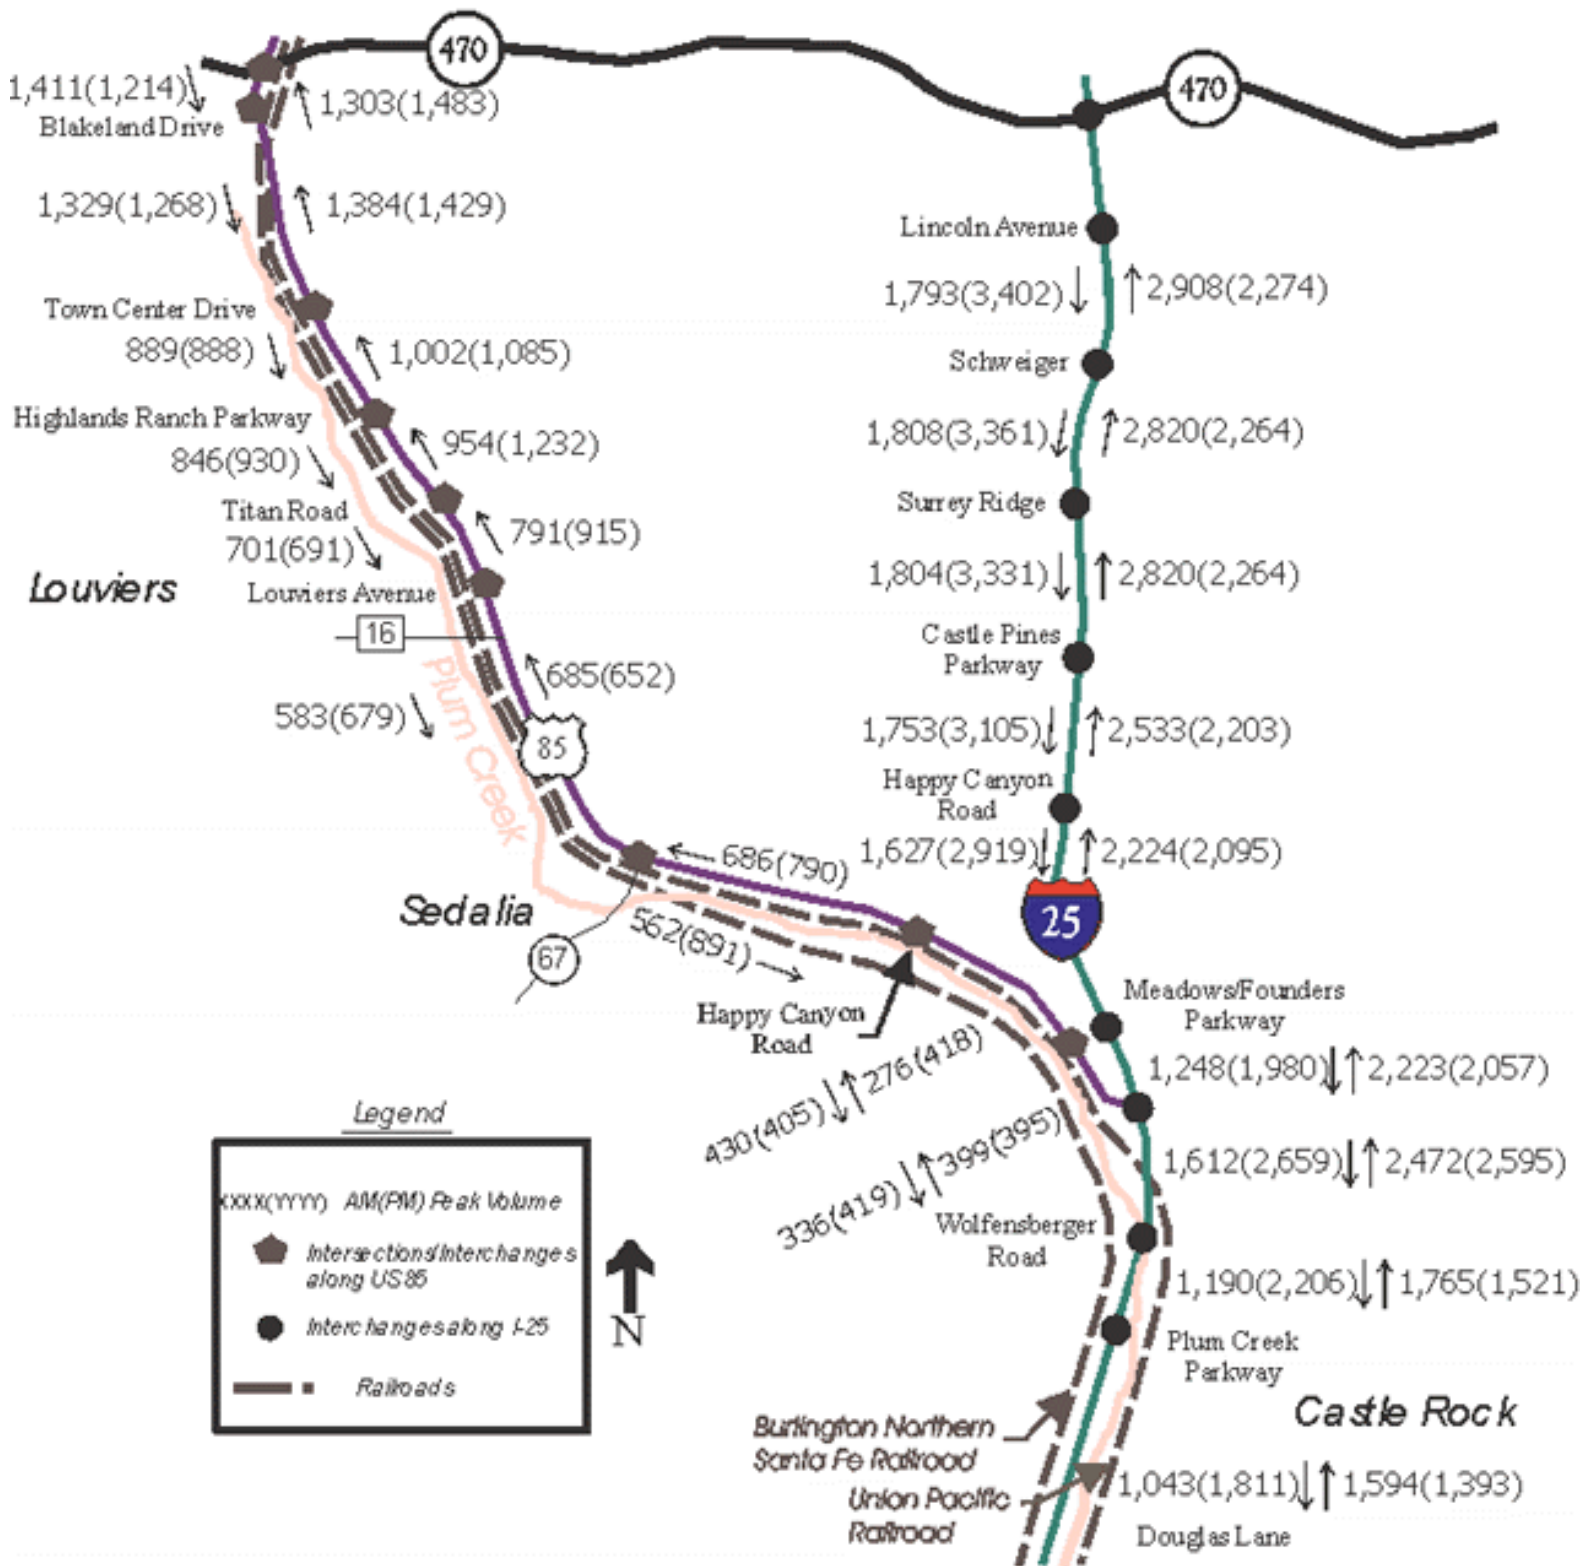 470
470
1,411(1,214)
1,303(1,483)
Blakeland Drive
1,329(1,268)
1,384(1,429)
Lincoln Avenue
1,793(3,402)
2,908(2,274)
Town Center Drive
889(888)
1,002(1,085)
Schweiger
Highlands Ranch Parkway
846(930)
954(1,232)
1,808(3,361)
2,820(2,264)
Titan Road
701(691)
791(915)
Surrey Ridge
Louviers
Louviers Avenue
1,804(3,331)
2,820(2,264)
16
Castle Pines
Parkway
Plum Creek
685(652)
583(679)
85
1,753(3,105)
2,533(2,203)
Happy Canyon
Road
686(790)
1,627(2,919)
2,224(2,095)
Sedalia
562(891)
25
67
Happy Canyon
Road
Meadows/Founders
Parkway
430(405)
276(418)
1,248(1,980)
2,223(2,057)
336(419)
399(395)
1,612(2,659)
2,472(2,595)
Wolfensberger
Road
1,190(2,206)
1,765(1,521)
Plum Creek
Parkway
Castle Rock
Burlington Northern
Santa Fe Railroad
Union Pacific
Railroad
1,043(1,811)
1,594(1,393)
Douglas Lane
Legend
XXXX(YYYY) AM(PM) Peak Volume
Intersections/Interchanges
along US85
Interchanges along I-25
Railroads
N